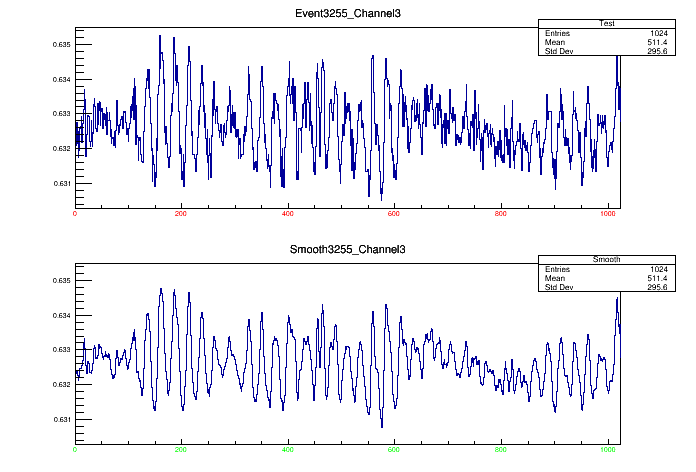 Event3255_Channel3
Test
Entries 1024
Mean 511.4
Std Dev 295.6
0.635
0.634
0.633
0.632
0.631
0 200 400 600 800 1000
Smooth3255_Channel3
Smooth
Entries 1024
Mean 511.4
Std Dev 295.6
0.635
0.634
0.633
0.632
0.631
0 200 400 600 800 1000